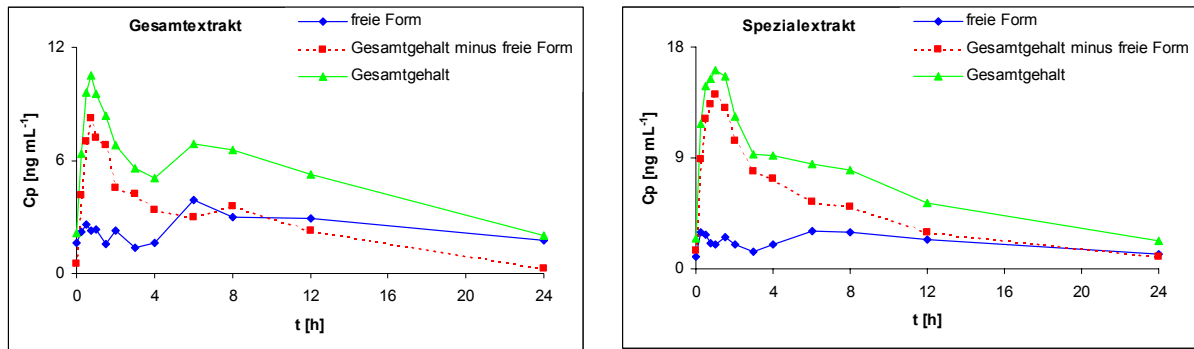 Gesamtextrakt
freie Form
Gesamtgehalt minus freie Form
Gesamtgehalt
12
6
0
Cp [ng mL⁻¹]
0 4 8 12 16 20 24
t [h]
Spezialextrakt
freie Form
Gesamtgehalt minus freie Form
Gesamtgehalt
18
9
0
Cp [ng mL⁻¹]
0 4 8 12 16 20 24
t [h]